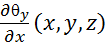 ∂θ_y/∂x (x, y, z)